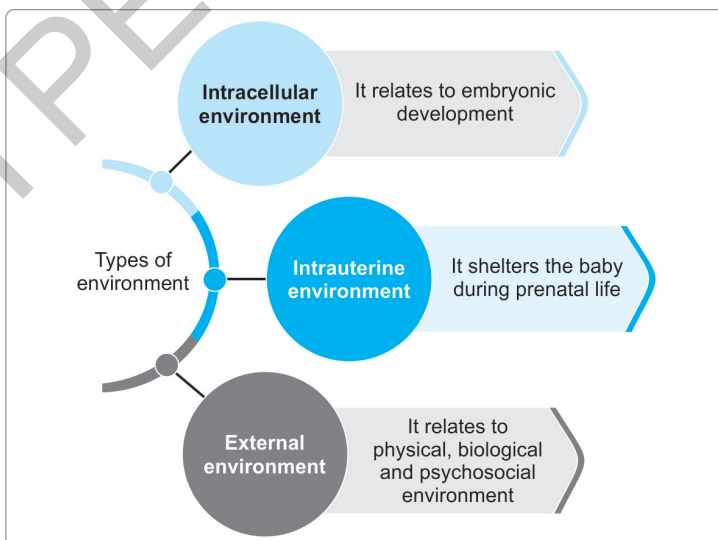 Intracellular
environment
It relates to embryonic
development
Types of
environment
Intrauterine
environment
It shelters the baby
during prenatal life
External
environment
It relates to
physical, biological
and psychosocial
environment